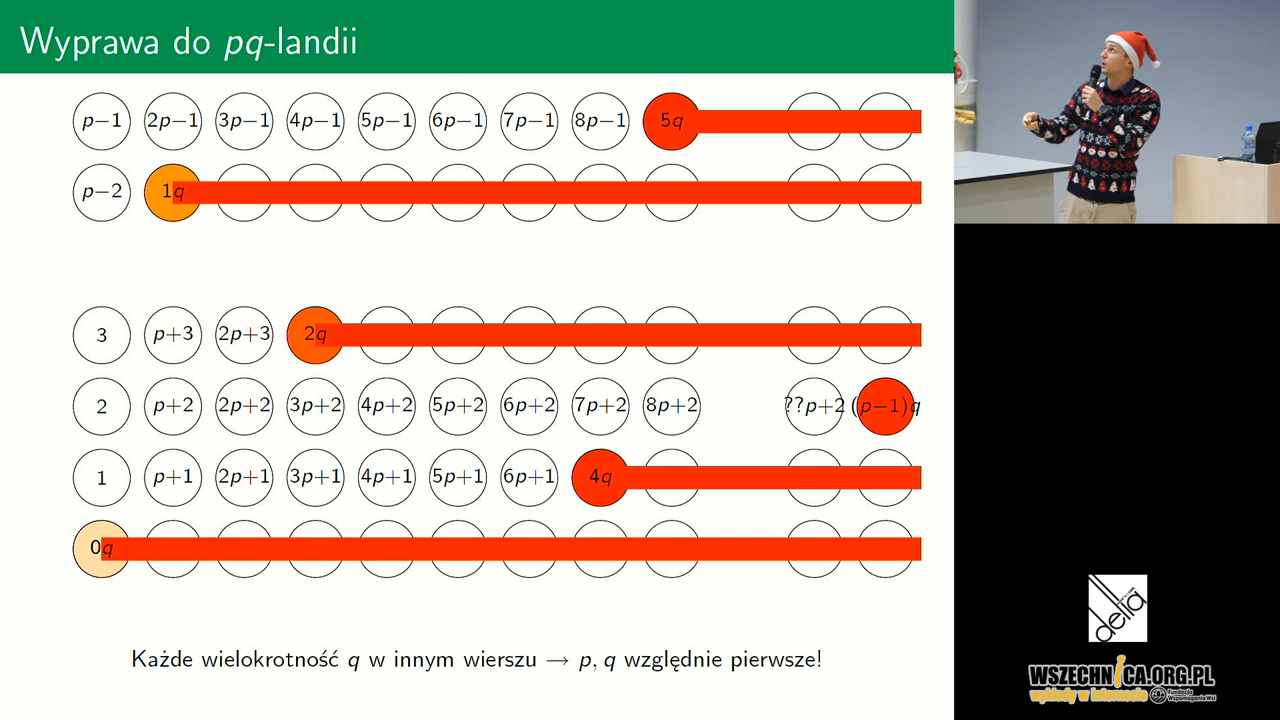 Wyprawa do pq-landii
p−1 2p−1 3p−1 4p−1 5p−1 6p−1 7p−1 8p−1 5q
p−2 1q
3 p+3 2p+3 2q
2 p+2 2p+2 3p+2 4p+2 5p+2 6p+2 7p+2 8p+2 ??p+2 (p−1)q
1 p+1 2p+1 3p+1 4p+1 5p+1 6p+1 4q
0q
Każde wielokrotność q w innym wierszu → p, q względnie pierwsze!
delta
WSZECHNICA.ORG.PL
wykłady w internecie
Fundacja
Wspomagania Wsi